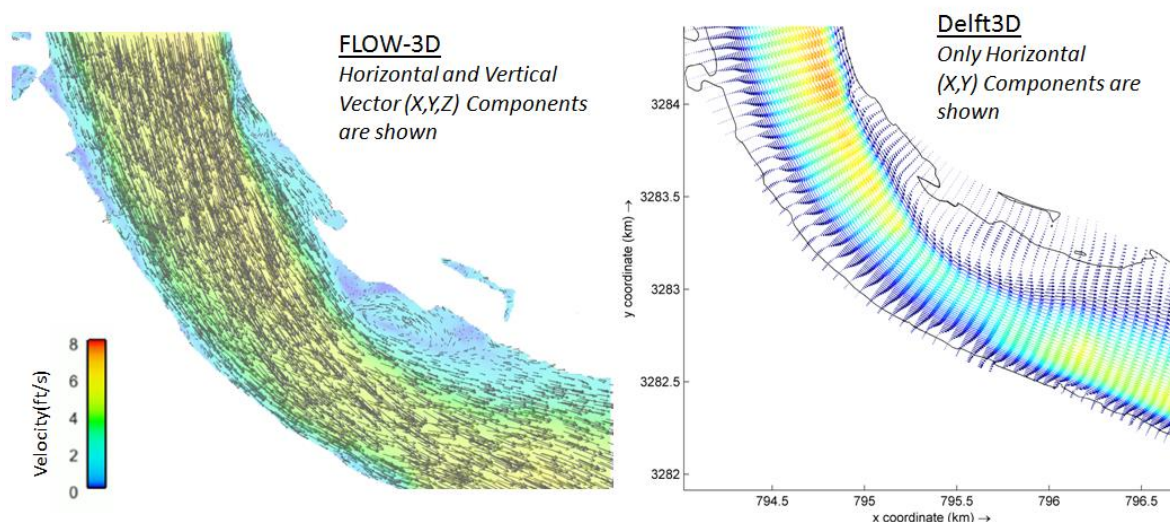 FLOW-3D
Horizontal and Vertical
Vector (X,Y,Z) Components
are shown
Velocity(ft/s)
8
6
4
2
0
Delft3D
Only Horizontal
(X,Y) Components are
shown
y coordinate (km) →
3284
3283.5
3283
3282.5
3282
794.5 795 795.5 796 796.5
x coordinate (km) →